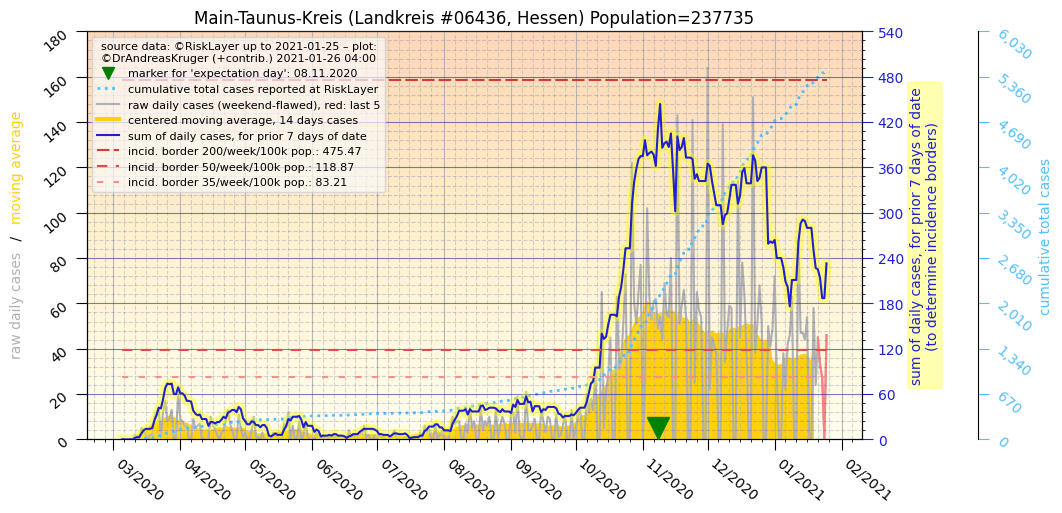 Main-Taunus-Kreis (Landkreis #06436, Hessen) Population=237735
source data: ©RiskLayer up to 2021-01-25 – plot:
©DrAndreasKruger (+contrib.) 2021-01-26 04:00
marker for 'expectation day': 08.11.2020
cumulative total cases reported at RiskLayer
raw daily cases (weekend-flawed), red: last 5
centered moving average, 14 days cases
sum of daily cases, for prior 7 days of date
incid. border 200/week/100k pop.: 475.47
incid. border 50/week/100k pop.: 118.87
incid. border 35/week/100k pop.: 83.21
raw daily cases / moving average
180
160
140
120
100
80
60
40
20
0
03/2020
04/2020
05/2020
06/2020
07/2020
08/2020
09/2020
10/2020
11/2020
12/2020
01/2021
02/2021
540
480
420
360
300
240
180
120
60
0
sum of daily cases, for prior 7 days of date
(to determine incidence borders)
6,030
5,360
4,690
4,020
3,350
2,680
2,010
1,340
670
0
cumulative total cases